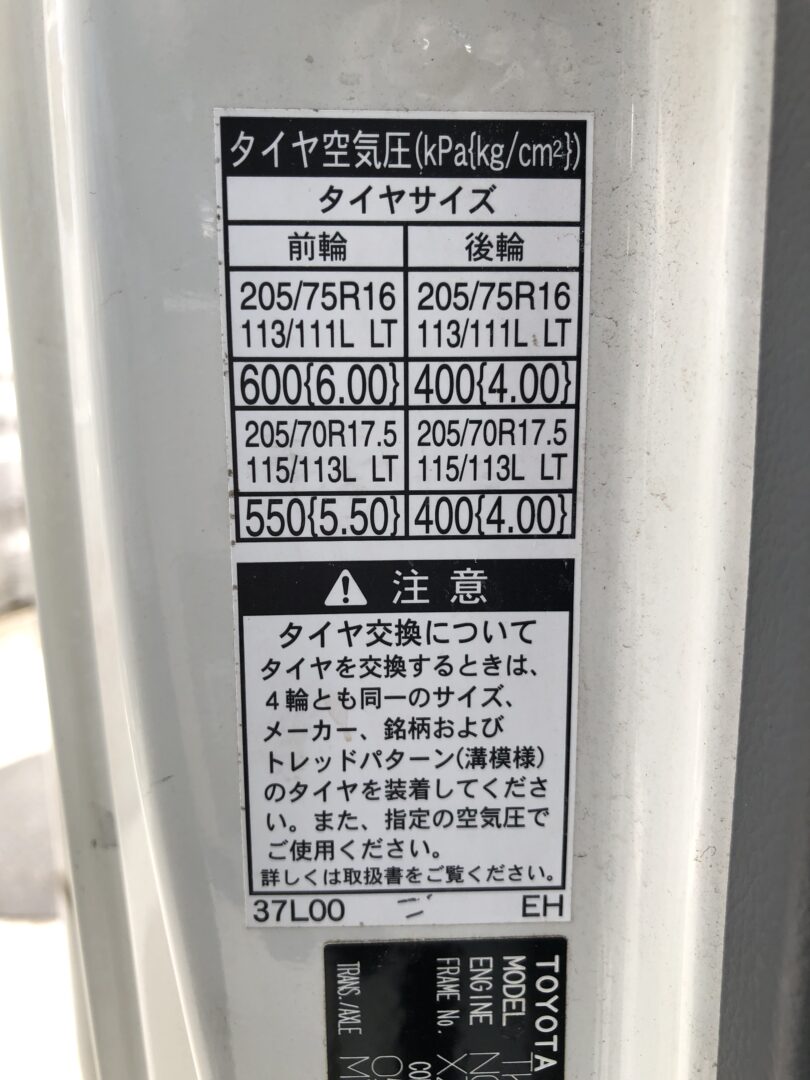 タイヤ空気圧(kPa{kg/cm²})
タイヤサイズ
前輪 後輪
205/75R16 205/75R16
113/111L LT 113/111L LT
600{6.00} 400{4.00}
205/70R17.5 205/70R17.5
115/113L LT 115/113L LT
550{5.50} 400{4.00}
注意
タイヤ交換について
タイヤを交換するときは、
4輪とも同一のサイズ、
メーカー、銘柄および
トレッドパターン(溝模様)
のタイヤを装着してくださ
い。また、指定の空気圧で
ご使用ください。
詳しくは取扱書をご覧ください。
37L00 EH
TOYOTA
MODEL
ENGINE
FRAME No.
TRANS./AXLE